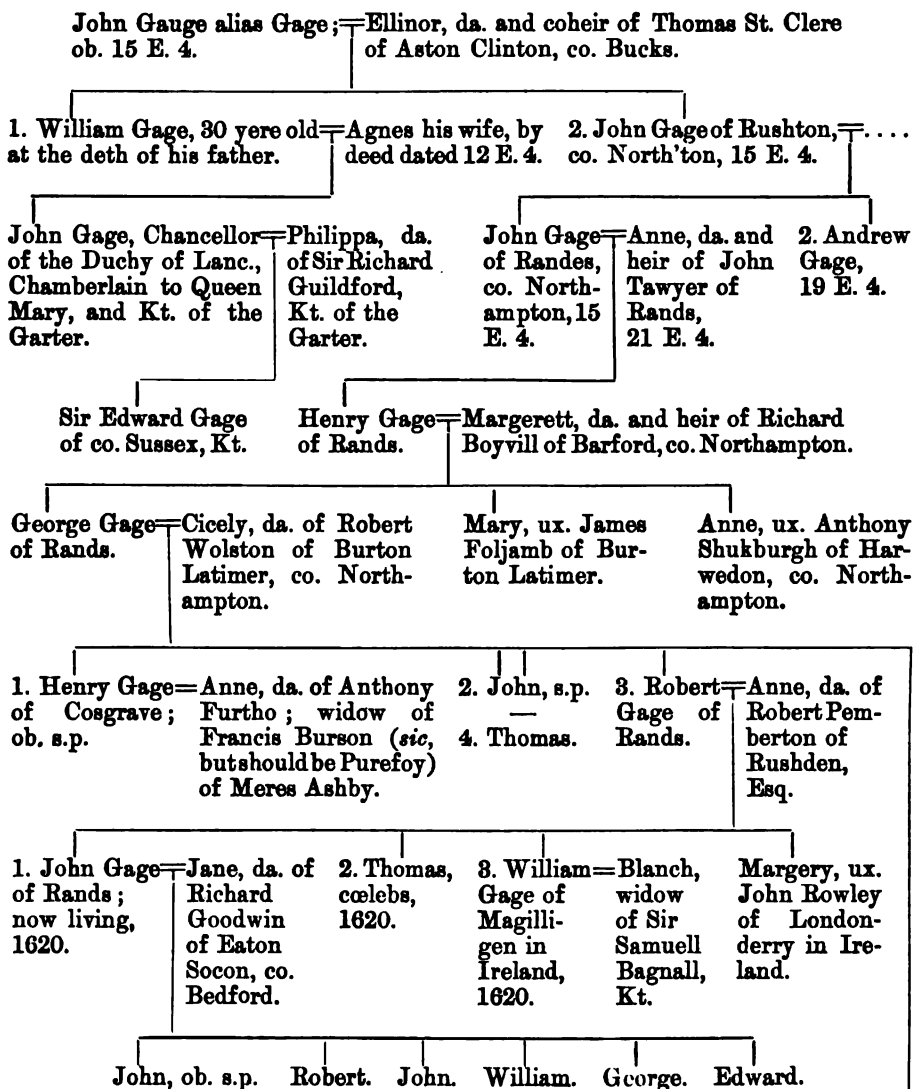 John Gauge alias Gage; Ellinor, da. and coheir of Thomas St. Clere
ob. 15 E. 4. of Aston Clinton, co. Bucks.
1. William Gage, 30 yere old
at the deth of his father.
Agnes his wife, by
deed dated 12 E. 4.
2. John Gage of Rushton,
co. North'ton, 15 E. 4.
....
John Gage, Chancellor
of the Duchy of Lanc.,
Chamberlain to Queen
Mary, and Kt. of the
Garter.
Philippa, da.
of Sir Richard
Guildford,
Kt. of the
Garter.
John Gage
of Randes,
co. North-
ampton, 15
E. 4.
Anne, da. and
heir of John
Tawyer of
Rands,
21 E. 4.
2. Andrew
Gage,
19 E. 4.
Sir Edward Gage
of co. Sussex, Kt.
Henry Gage
of Rands.
Margerett, da. and heir of Richard
Boyvill of Barford, co. Northampton.
George Gage
of Rands.
Cicely, da. of Robert
Wolston of Burton
Latimer, co. North-
ampton.
Mary, ux. James
Foljamb of Bur-
ton Latimer.
Anne, ux. Anthony
Shukburgh of Har-
wedon, co. North-
ampton.
1. Henry Gage=
of Cosgrave;
ob. s.p.
Anne, da. of Anthony
Furtho; widow of
Francis Burson (sic,
but should be Purefoy)
of Meres Ashby.
2. John, s.p.
—
4. Thomas.
3. Robert
Gage of
Rands.
Anne, da. of
Robert Pem-
berton of
Rushden,
Esq.
1. John Gage
of Rands;
now living,
1620.
Jane, da. of
Richard
Goodwin
of Eaton
Socon, co.
Bedford.
2. Thomas,
cœlebs,
1620.
3. William=
Gage of
Magilli-
gen in
Ireland,
1620.
Blanch,
widow
of Sir
Samuell
Bagnall,
Kt.
Margery, ux.
John Rowley
of London-
derry in Ire-
land.
John, ob. s.p. Robert. John. William. George. Edward.